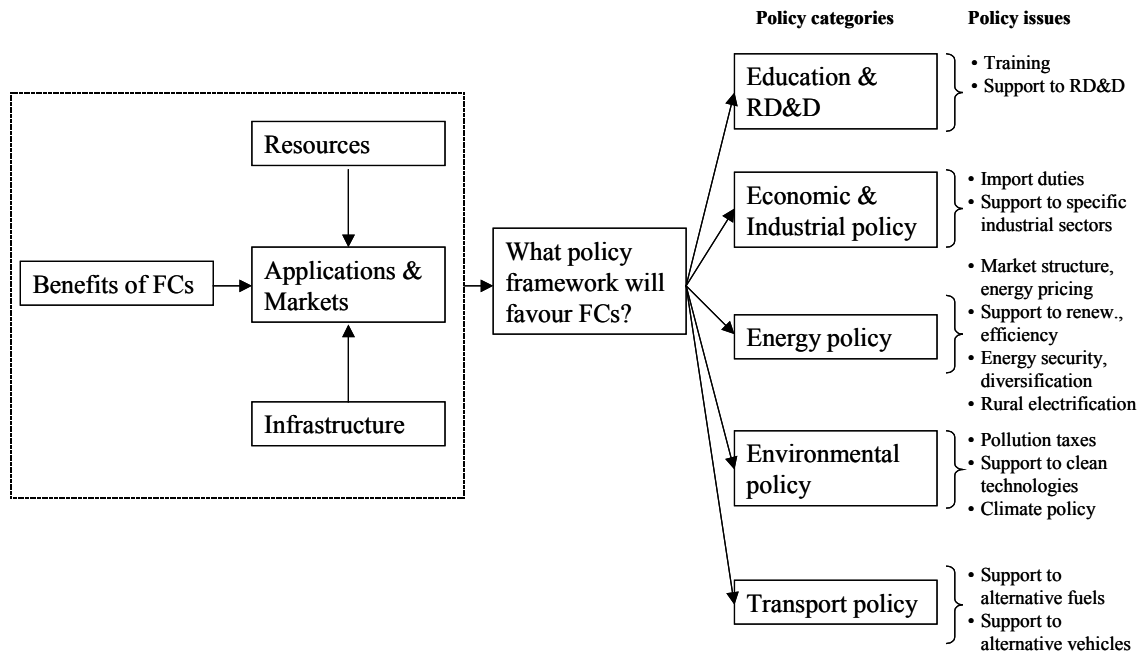 Policy categories
Policy issues
Resources
Benefits of FCs
Applications &
Markets
Infrastructure
What policy
framework will
favour FCs?
Education &
RD&D
• Training
• Support to RD&D
Economic &
Industrial policy
• Import duties
• Support to specific
industrial sectors
Energy policy
• Market structure,
energy pricing
• Support to renew.,
efficiency
• Energy security,
diversification
• Rural electrification
Environmental
policy
• Pollution taxes
• Support to clean
technologies
• Climate policy
Transport policy
• Support to
alternative fuels
• Support to
alternative vehicles